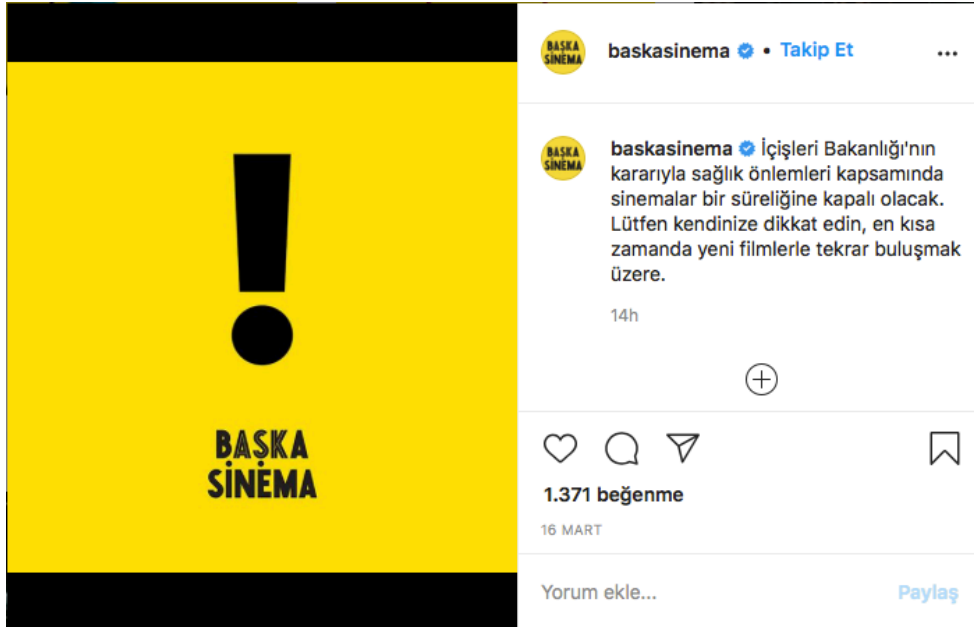 !
BAŞKA
SİNEMA
BAŞKA
SİNEMA
baskasinema • Takip Et
BAŞKA
SİNEMA
baskasinema İçişleri Bakanlığı'nın
kararıyla sağlık önlemleri kapsamında
sinemalar bir süreliğine kapalı olacak.
Lütfen kendinize dikkat edin, en kısa
zamanda yeni filmlerle tekrar buluşmak
üzere.
14h
1.371 beğenme
16 MART
Yorum ekle...
Paylaş